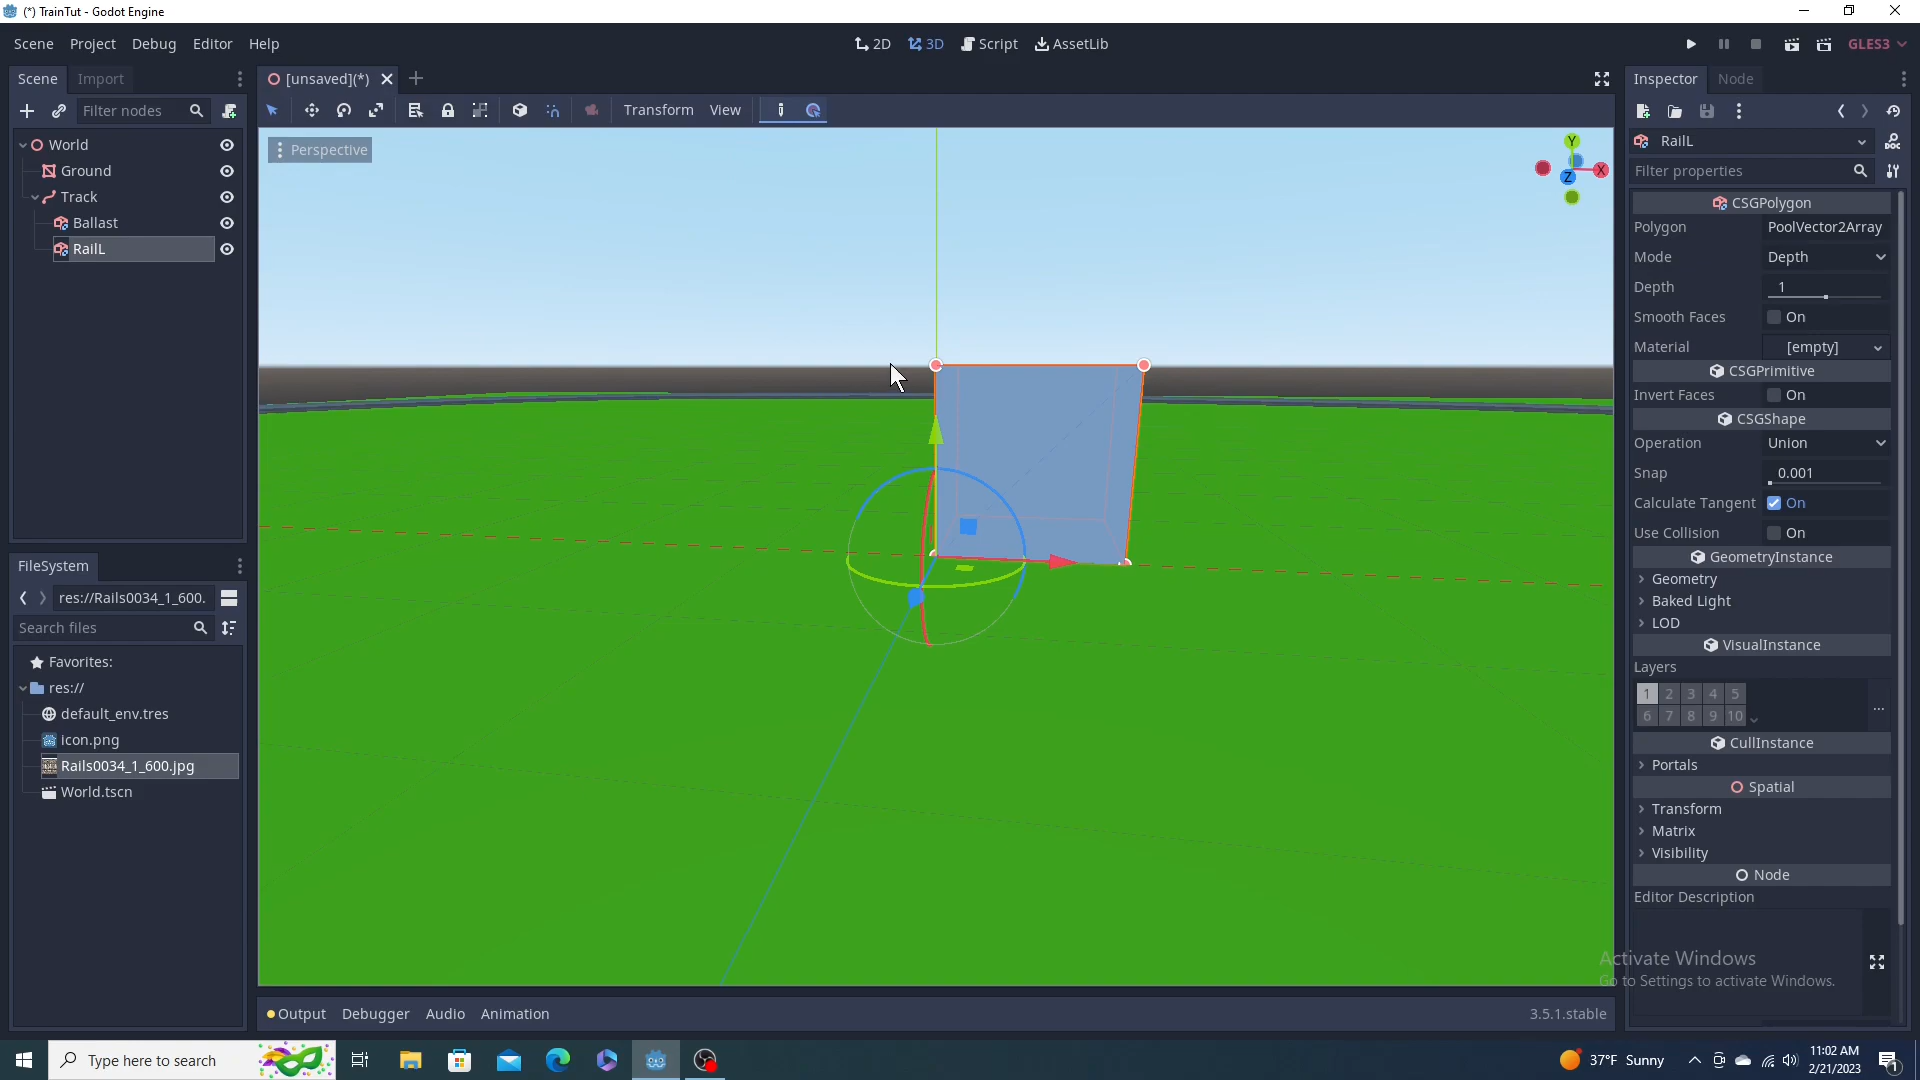 (*) TrainTut - Godot Engine
Scene Project Debug Editor Help
2D 3D Script AssetLib
GLES3
Scene Import
[unsaved](*)
Inspector Node
Filter nodes
Transform View
World
Ground
Track
Ballast
RailL
Perspective
Y
X
Z
RailL
Filter properties
CSGPolygon
Polygon PoolVector2Array
Mode Depth
Depth 1
Smooth Faces On
Material [empty]
CSGPrimitive
Invert Faces On
CSGShape
Operation Union
Snap 0.001
Calculate Tangent On
Use Collision On
GeometryInstance
Geometry
Baked Light
LOD
VisualInstance
Layers
1 2 3 4 5
6 7 8 9 10
...
CullInstance
Portals
Spatial
Transform
Matrix
Visibility
Node
Editor Description
FileSystem
res://Rails0034_1_600.
Search files
Favorites:
res://
default_env.tres
icon.png
Rails0034_1_600.jpg
World.tscn
Activate Windows
Go to Settings to activate Windows.
Output Debugger Audio Animation
3.5.1.stable
Type here to search
37°F Sunny
11:02 AM
2/21/2023
1